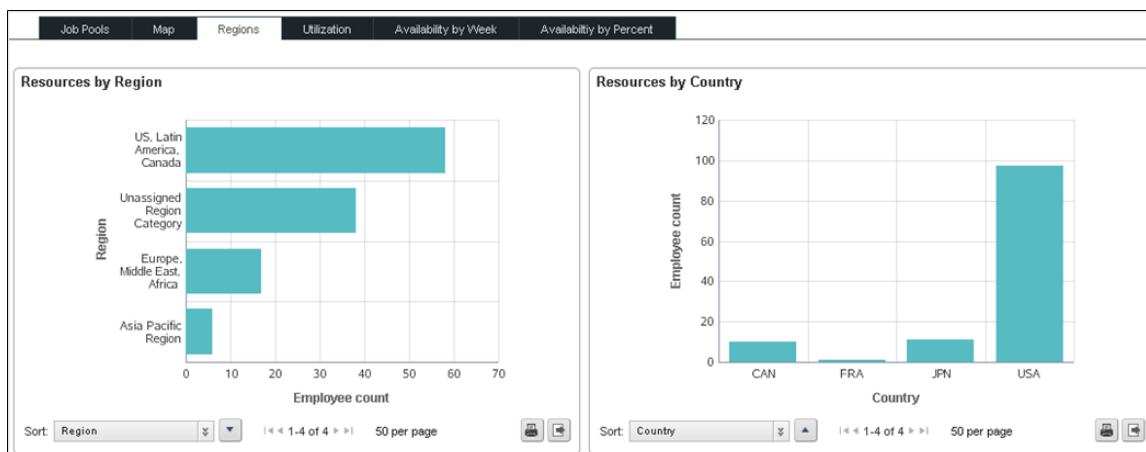 Job Pools Map Regions Utilization Availability by Week Availabitiy by Percent
Resources by Region
Region
US, Latin
America,
Canada
Unassigned
Region
Category
Europe,
Middle East,
Africa
Asia Pacific
Region
0 10 20 30 40 50 60 70
Employee count
Sort: Region 1-4 of 4 50 per page
Resources by Country
Employee count
120
100
80
60
40
20
0
CAN FRA JPN USA
Country
Sort: Country 1-4 of 4 50 per page